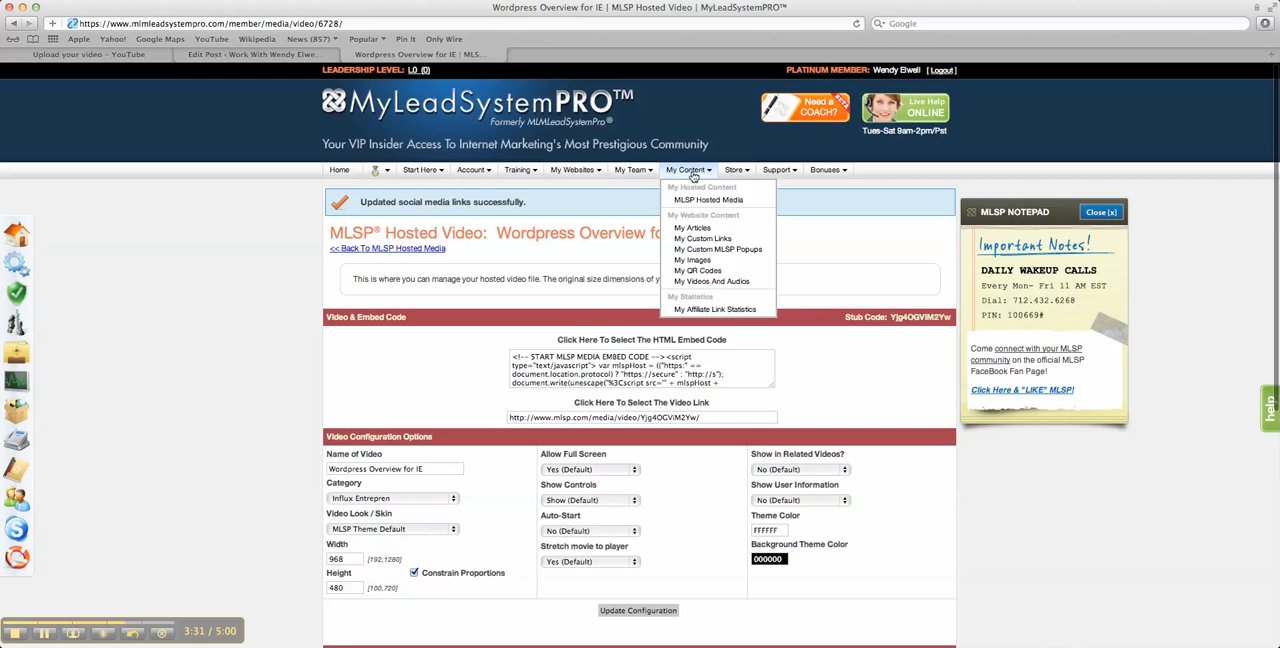 Wordpress Overview for IE | MLSP Hosted Video | MyLeadSystemPRO™
https://www.mlmleadsystempro.com/member/media/video/6728/
Google
Apple Yahoo! Google Maps YouTube Wikipedia News (857) Popular Pin It Only Wire
Upload your video – YouTube
Edit Post ‹ Work With Wendy Elwe...
Wordpress Overview for IE | MLS...
LEADERSHIP LEVEL: L0 (0)
PLATINUM MEMBER: Wendy Elwell [ Logout ]
MyLeadSystemPRO™
Formerly MLMLeadSystemPro®
Your VIP Insider Access To Internet Marketing's Most Prestigious Community
Need a COACH? BETA
Live Help ONLINE
Tues-Sat 9am-2pm/Pst
Home Start Here Account Training My Websites My Team My Content Store Support Bonuses
My Hosted Content
MLSP Hosted Media
My Website Content
My Articles
My Custom Links
My Custom MLSP Popups
My Images
My QR Codes
My Videos And Audios
My Statistics
My Affiliate Link Statistics
Updated social media links successfully.
MLSP® Hosted Video: Wordpress Overview fo
<< Back To MLSP Hosted Media
This is where you can manage your hosted video file. The original size dimensions of
Video & Embed Code
Stub Code: Yjg4OGVlM2Yw
Click Here To Select The HTML Embed Code
<!-- START MLSP MEDIA EMBED CODE --><script
type="text/javascript"> var mlspHost = (("https:" ==
document.location.protocol) ? "https://secure" : "http://s");
document.write(unescape("%3Cscript src='" + mlspHost +
Click Here To Select The Video Link
http://www.mlsp.com/media/video/Yjg4OGVlM2Yw/
Video Configuration Options
Name of Video
Wordpress Overview for IE
Category
Influx Entrepren
Video Look / Skin
MLSP Theme Default
Width
968 [192,1280]
Height
Constrain Proportions
480 [100,720]
Allow Full Screen
Yes (Default)
Show Controls
Show (Default)
Auto-Start
No (Default)
Stretch movie to player
Yes (Default)
Show in Related Videos?
No (Default)
Show User Information
No (Default)
Theme Color
FFFFFF
Background Theme Color
000000
Update Configuration
MLSP NOTEPAD
Close [x]
Important Notes!
DAILY WAKEUP CALLS
Every Mon- Fri 11 AM EST
Dial: 712.432.6268
PIN: 100669#
Come connect with your MLSP
community on the official MLSP
FaceBook Fan Page!
Click Here & "LIKE" MLSP!
help
3:31 / 5:00